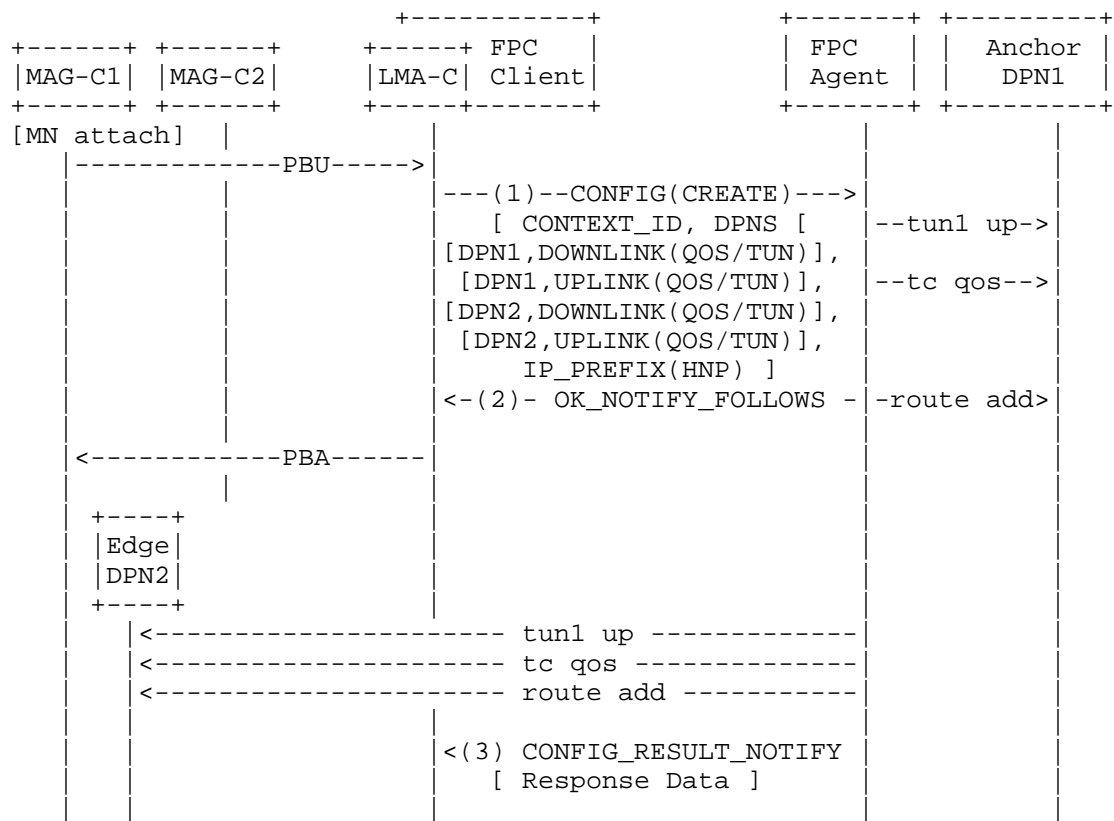 +-----------+            +-------+ +---------+
+------+ +------+     +-----+ FPC    |            | FPC   | |  Anchor |
|MAG-C1| |MAG-C2|     |LMA-C| Client|            | Agent | |   DPN1  |
+------+ +------+     +-----+-------+            +-------+ +---------+
[MN attach]  |            |                           |           |
   |-------------PBU----->|                           |           |
   |         |            |---(1)--CONFIG(CREATE)--->|           |
   |         |            |   [ CONTEXT_ID, DPNS [    |--tun1 up->|
   |         |            |[DPN1,DOWNLINK(QOS/TUN)],  |           |
   |         |            | [DPN1,UPLINK(QOS/TUN)],   |--tc qos-->|
   |         |            |[DPN2,DOWNLINK(QOS/TUN)],  |           |
   |         |            | [DPN2,UPLINK(QOS/TUN)],   |           |
   |         |            |     IP_PREFIX(HNP) ]      |           |
   |         |            |<-(2)- OK_NOTIFY_FOLLOWS -|-route add>|
   |         |            |                           |           |
   |<------------PBA------|                           |           |
   |         |            |                           |           |
   | +----+               |                           |           |
   | |Edge|               |                           |           |
   | |DPN2|               |                           |           |
   | +----+               |                           |           |
   |   |<---------------------- tun1 up -------------|           |
   |   |<---------------------- tc qos --------------|           |
   |   |<---------------------- route add -----------|           |
   |   |                  |                           |           |
   |   |                  |<(3) CONFIG_RESULT_NOTIFY  |           |
   |   |                  |   [ Response Data ]       |           |
   |   |                  |                           |           |